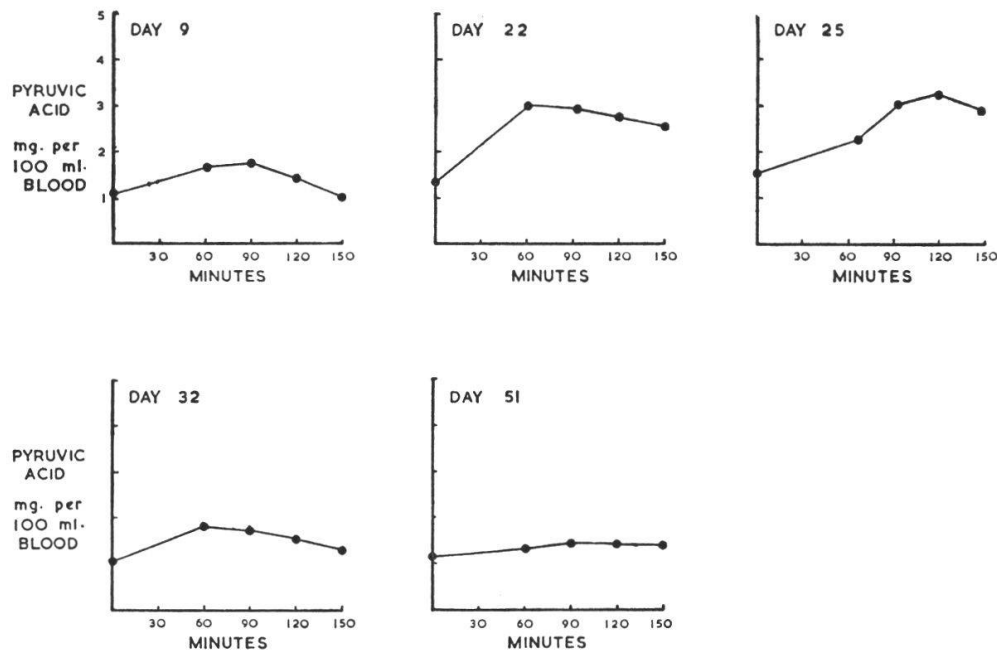 5
DAY 9
DAY 22
DAY 25
4
PYRUVIC
ACID
3
mg. per
100 ml.
BLOOD
2
1
30 60 90 120 150
MINUTES
30 60 90 120 150
MINUTES
30 60 90 120 150
MINUTES
DAY 32
DAY 51
PYRUVIC
ACID
mg. per
100 ml.
BLOOD
30 60 90 120 150
MINUTES
30 60 90 120 150
MINUTES